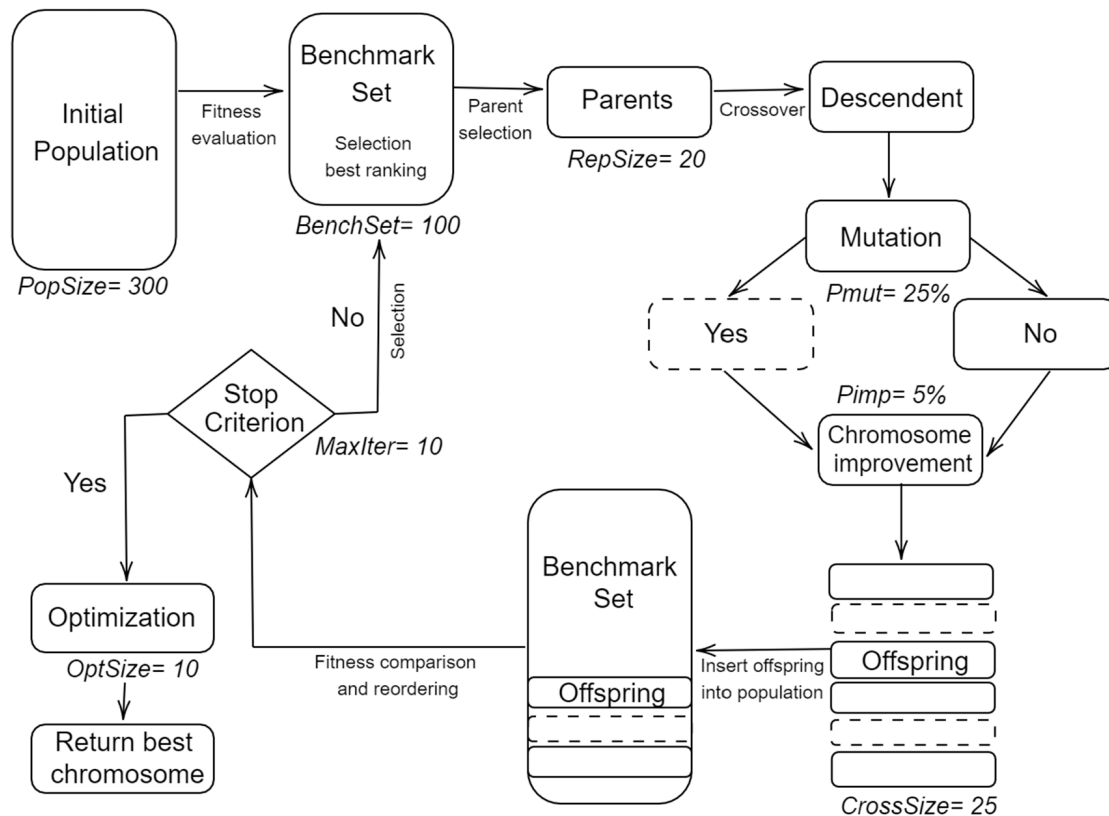 Initial
Population
PopSize= 300
Fitness
evaluation
Benchmark
Set
Selection
best ranking
BenchSet= 100
Parent
selection
Parents
RepSize= 20
Crossover
Descendent
Mutation
Pmut= 25%
Yes
No
Pimp= 5%
Chromosome
improvement
Offspring
CrossSize= 25
Insert offspring
into population
Benchmark
Set
Offspring
Fitness comparison
and reordering
Stop
Criterion
MaxIter= 10
No
Selection
Yes
Optimization
OptSize= 10
Return best
chromosome